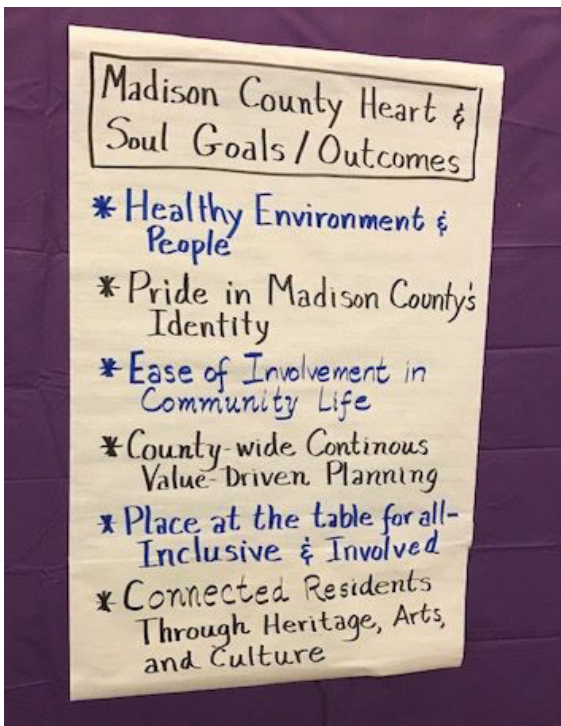 Madison County Heart &
Soul Goals / Outcomes
* Healthy Environment &
People
* Pride in Madison County's
Identity
* Ease of Involvement in
Community Life
* County-wide Continous
Value-Driven Planning
* Place at the table for all-
Inclusive & Involved
* Connected Residents
Through Heritage, Arts,
and Culture